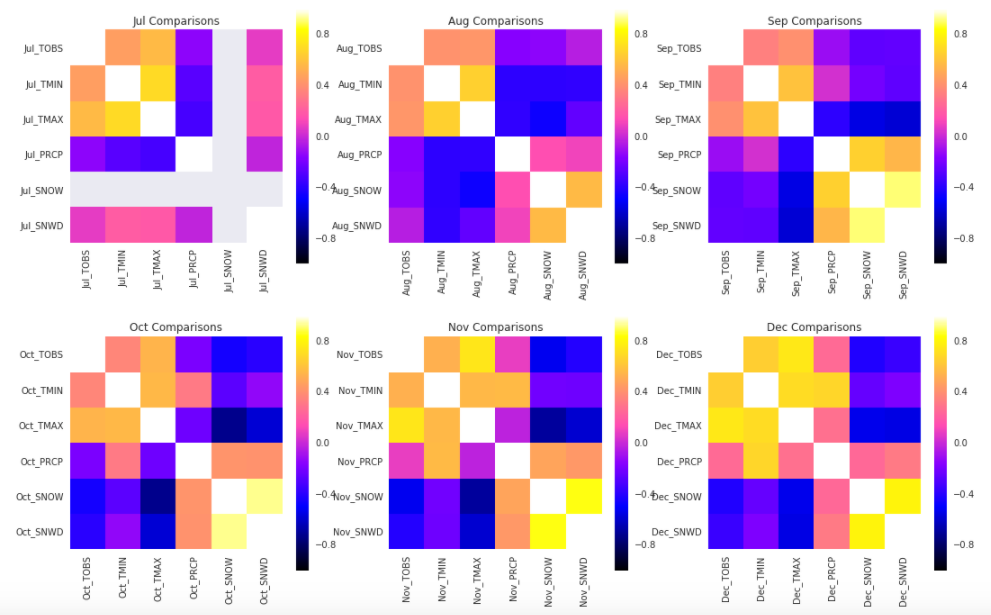 Jul Comparisons
Jul_TOBS
Jul_TMIN
Jul_TMAX
Jul_PRCP
Jul_SNOW
Jul_SNWD
Jul_TOBS
Jul_TMIN
Jul_TMAX
Jul_PRCP
Jul_SNOW
Jul_SNWD
0.8
0.4
0.0
−0.4
−0.8
Aug Comparisons
Aug_TOBS
Aug_TMIN
Aug_TMAX
Aug_PRCP
Aug_SNOW
Aug_SNWD
Aug_TOBS
Aug_TMIN
Aug_TMAX
Aug_PRCP
Aug_SNOW
Aug_SNWD
0.8
0.4
0.0
−0.4
−0.8
Sep Comparisons
Sep_TOBS
Sep_TMIN
Sep_TMAX
Sep_PRCP
Sep_SNOW
Sep_SNWD
Sep_TOBS
Sep_TMIN
Sep_TMAX
Sep_PRCP
Sep_SNOW
Sep_SNWD
0.8
0.4
0.0
−0.4
−0.8
Oct Comparisons
Oct_TOBS
Oct_TMIN
Oct_TMAX
Oct_PRCP
Oct_SNOW
Oct_SNWD
Oct_TOBS
Oct_TMIN
Oct_TMAX
Oct_PRCP
Oct_SNOW
Oct_SNWD
0.8
0.4
0.0
−0.4
−0.8
Nov Comparisons
Nov_TOBS
Nov_TMIN
Nov_TMAX
Nov_PRCP
Nov_SNOW
Nov_SNWD
Nov_TOBS
Nov_TMIN
Nov_TMAX
Nov_PRCP
Nov_SNOW
Nov_SNWD
0.8
0.4
0.0
−0.4
−0.8
Dec Comparisons
Dec_TOBS
Dec_TMIN
Dec_TMAX
Dec_PRCP
Dec_SNOW
Dec_SNWD
Dec_TOBS
Dec_TMIN
Dec_TMAX
Dec_PRCP
Dec_SNOW
Dec_SNWD
0.8
0.4
0.0
−0.4
−0.8